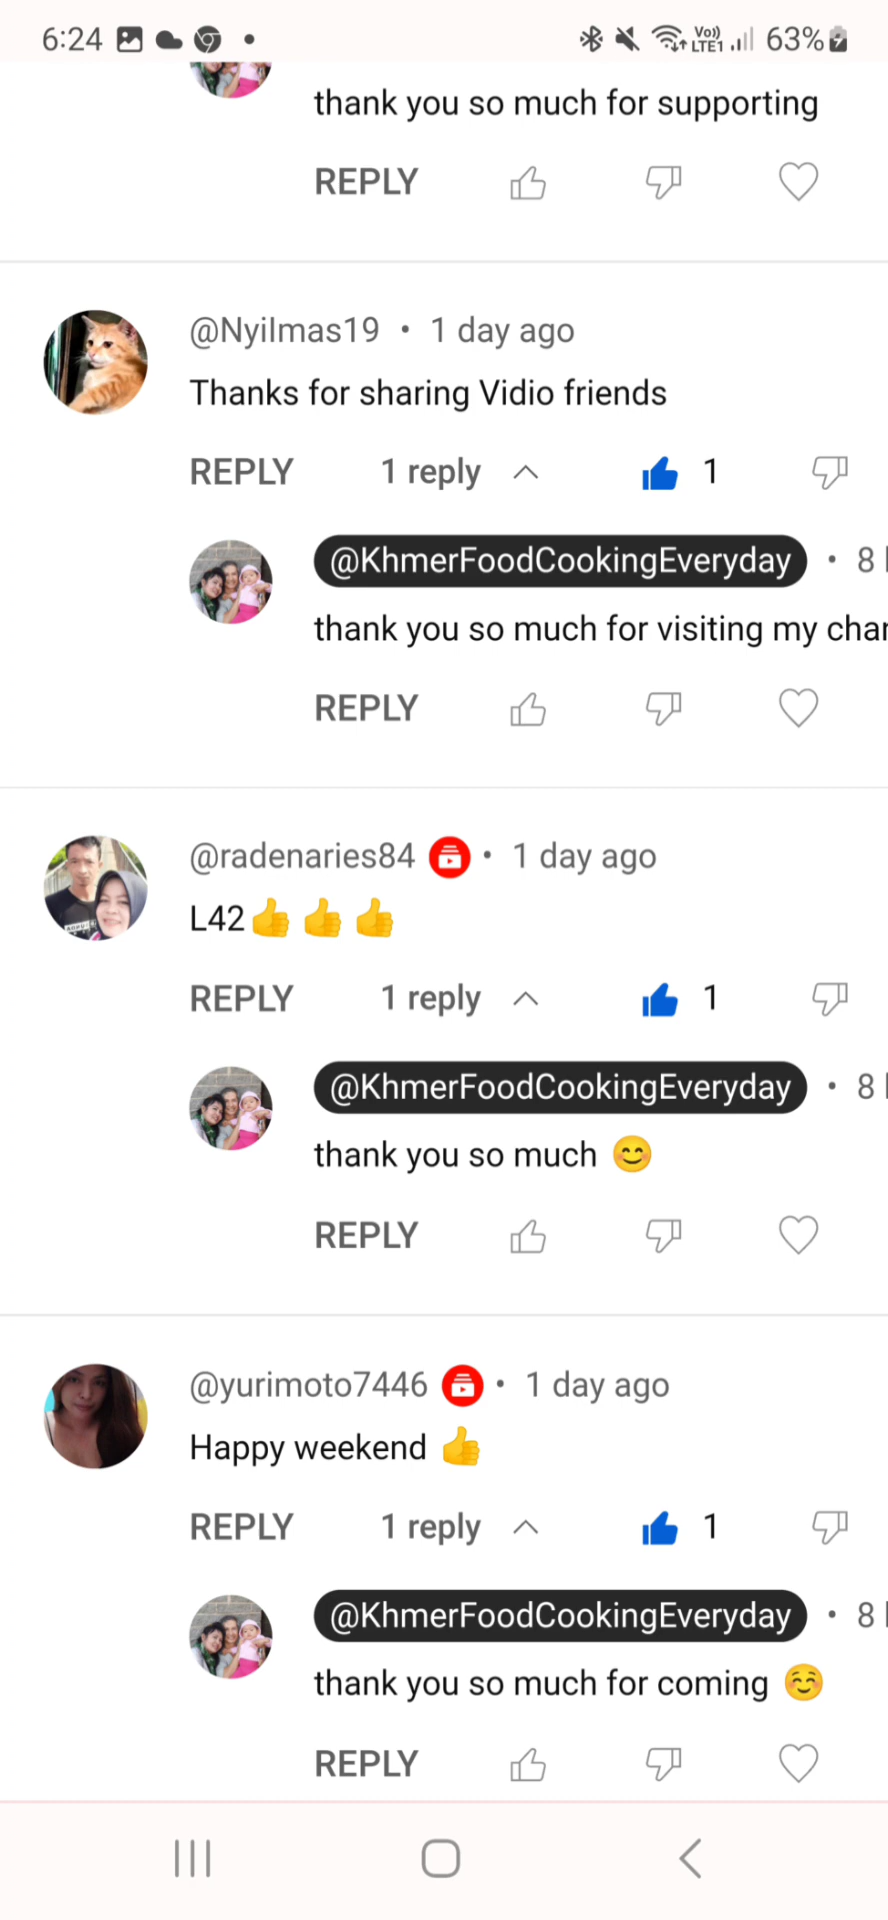 6:24 Vo)) LTE1 63%
thank you so much for supporting
REPLY
@Nyilmas19 • 1 day ago
Thanks for sharing Vidio friends
REPLY 1 reply 1
@KhmerFoodCookingEveryday • 8
thank you so much for visiting my
REPLY
@radenaries84 • 1 day ago
L42👍👍👍
REPLY 1 reply 1
@KhmerFoodCookingEveryday • 8
thank you so much 😊
REPLY
@yurimoto7446 • 1 day ago
Happy weekend 👍
REPLY 1 reply 1
@KhmerFoodCookingEveryday • 8
thank you so much for coming ☺️
REPLY